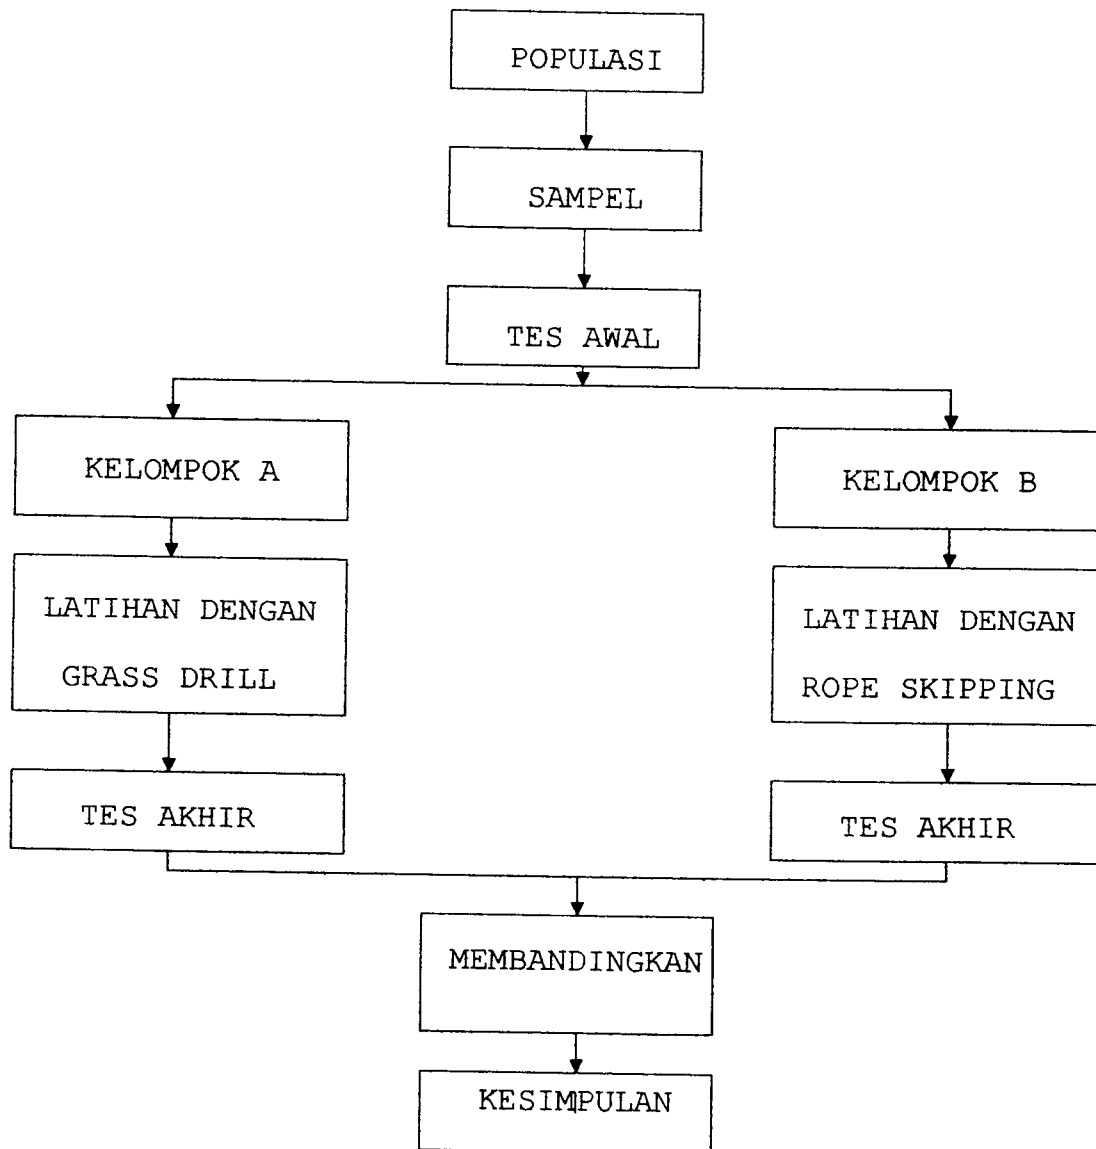 POPULASI
SAMPEL
TES AWAL
KELOMPOK A
KELOMPOK B
LATIHAN DENGAN
GRASS DRILL
LATIHAN DENGAN
ROPE SKIPPING
TES AKHIR
TES AKHIR
MEMBANDINGKAN
KESIMPULAN